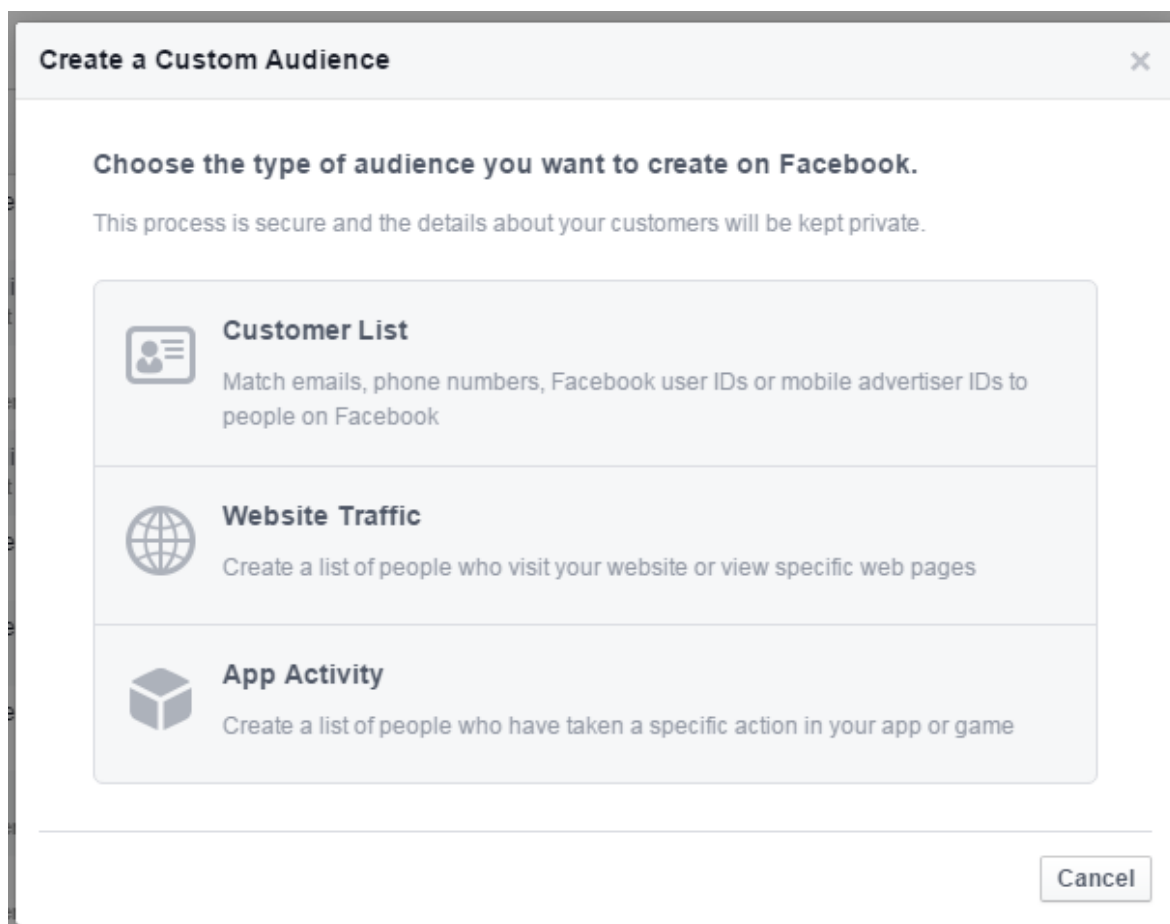 Create a Custom Audience
Choose the type of audience you want to create on Facebook.
This process is secure and the details about your customers will be kept private.
Customer List
Match emails, phone numbers, Facebook user IDs or mobile advertiser IDs to
people on Facebook
Website Traffic
Create a list of people who visit your website or view specific web pages
App Activity
Create a list of people who have taken a specific action in your app or game
Cancel